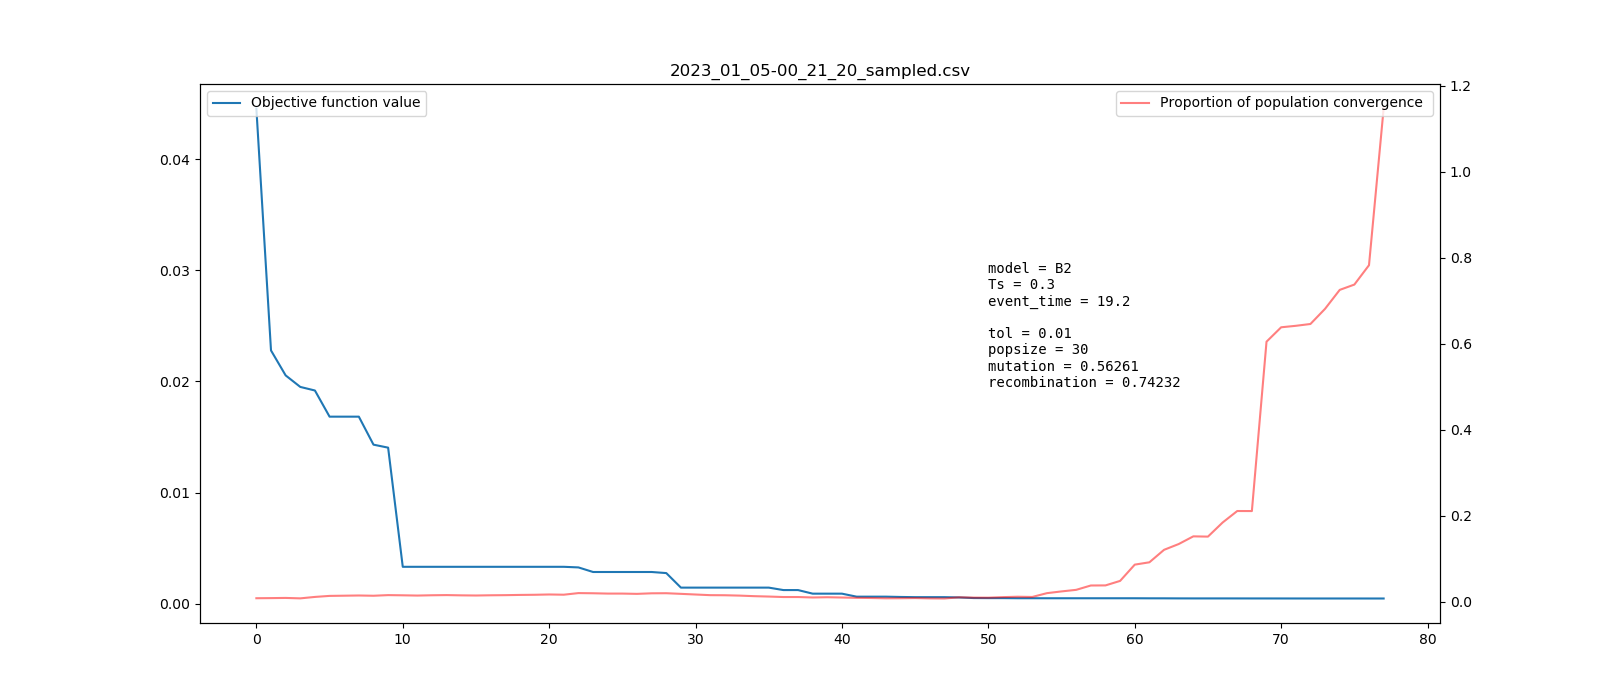 2023_01_05-00_21_20_sampled.csv
Objective function value
Proportion of population convergence
0.04
0.03
0.02
0.01
0.00
1.2
1.0
0.8
0.6
0.4
0.2
0.0
model = B2
Ts = 0.3
event_time = 19.2
tol = 0.01
popsize = 30
mutation = 0.56261
recombination = 0.74232
0 10 20 30 40 50 60 70 80